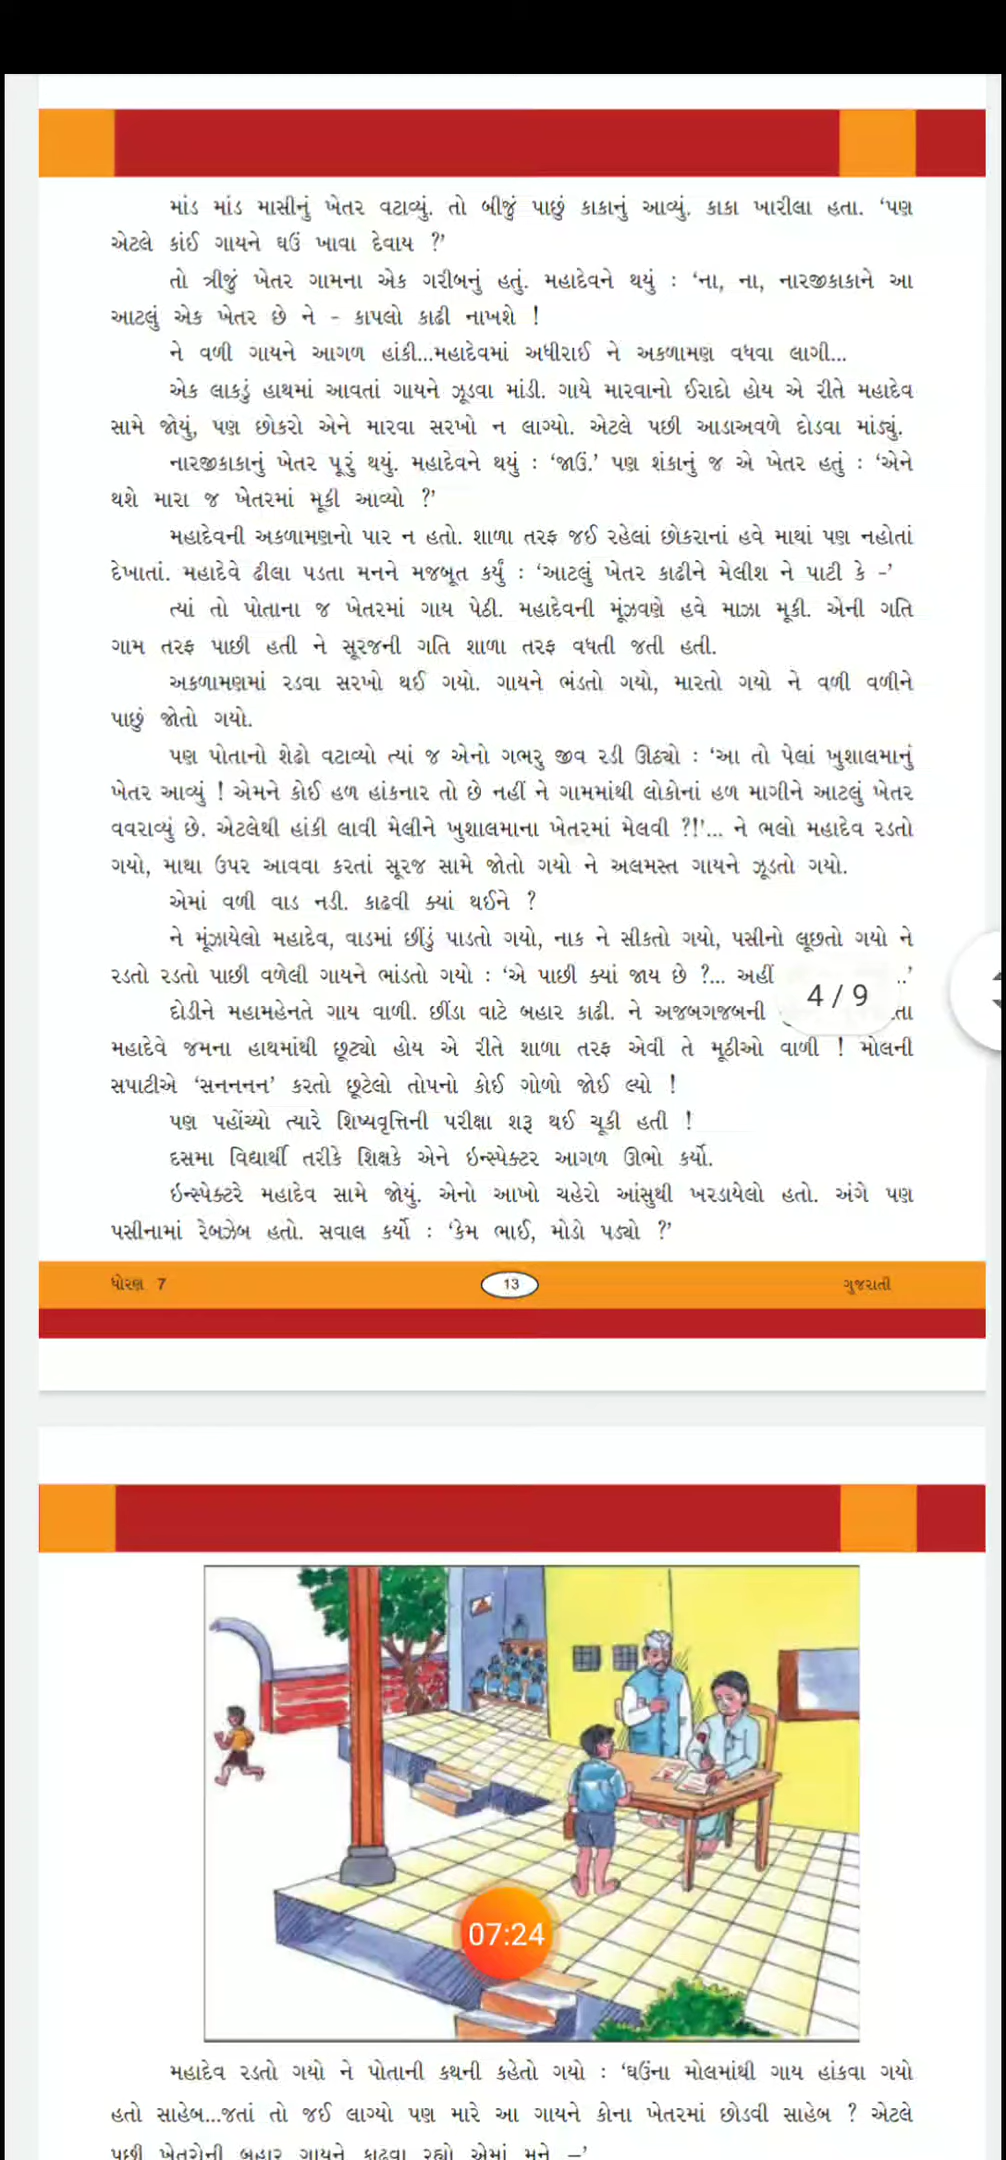 માંડ માંડ માસીનું ખેતર વટાવ્યું. તો બીજું પાછું કાકાનું આવ્યું. કાકા ખારીલા હતા. ‘પણ
એટલે કાંઈ ગાયને ઘઉં ખાવા દેવાય ?’
તો ત્રીજું ખેતર ગામના એક ગરીબનું હતું. મહાદેવને થયું : ‘ના, ના, નારજીકાકાને આ
આટલું એક ખેતર છે ને - કાપલો કાઢી નાખશે !
ને વળી ગાયને આગળ હાંકી...મહાદેવમાં અધીરાઈ ને અકળામણ વધવા લાગી...
એક લાકડું હાથમાં આવતાં ગાયને ઝૂડવા માંડી. ગાયે મારવાનો ઈરાદો હોય એ રીતે મહાદેવ
સામે જોયું, પણ છોકરો એને મારવા સરખો ન લાગ્યો. એટલે પછી આડાઅવળે દોડવા માંડ્યું.
નારજીકાકાનું ખેતર પૂરું થયું. મહાદેવને થયું : ‘જાઉં.’ પણ શંકાનું જ એ ખેતર હતું : ‘એને
થશે મારા જ ખેતરમાં મૂકી આવ્યો ?’
મહાદેવની અકળામણનો પાર ન હતો. શાળા તરફ જઈ રહેલાં છોકરાનાં હવે માથાં પણ નહોતાં
દેખાતાં. મહાદેવે ઢીલા પડતા મનને મજબૂત કર્યું : ‘આટલું ખેતર કાઢીને મેલીશ ને પાટી કે -’
ત્યાં તો પોતાના જ ખેતરમાં ગાય પેઠી. મહાદેવની મૂંઝવણે હવે માઝા મૂકી. એની ગતિ
ગામ તરફ પાછી હતી ને સૂરજની ગતિ શાળા તરફ વધતી જતી હતી.
અકળામણમાં રડવા સરખો થઈ ગયો. ગાયને ભંડતો ગયો, મારતો ગયો ને વળી વળીને
પાછું જોતો ગયો.
પણ પોતાનો શેઢો વટાવ્યો ત્યાં જ એનો ગભરુ જીવ રડી ઊઠ્યો : ‘આ તો પેલાં ખુશાલમાનું
ખેતર આવ્યું ! એમને કોઈ હળ હાંકનાર તો છે નહીં ને ગામમાંથી લોકોનાં હળ માગીને આટલું ખેતર
વવરાવ્યું છે. એટલેથી હાંકી લાવી મેલીને ખુશાલમાના ખેતરમાં મેલવી ?!’... ને ભલો મહાદેવ રડતો
ગયો, માથા ઉપર આવવા કરતાં સૂરજ સામે જોતો ગયો ને અલમસ્ત ગાયને ઝૂડતો ગયો.
એમાં વળી વાડ નડી. કાઢવી ક્યાં થઈને ?
ને મૂંઝાયેલો મહાદેવ, વાડમાં છીંડું પાડતો ગયો, નાક ને સીકતો ગયો, પસીનો લૂછતો ગયો ને
રડતો રડતો પાછી વળેલી ગાયને ભાંડતો ગયો : ‘એ પાછી ક્યાં જાય છે ?... અહીં ..’
4 / 9
દોડીને મહામહેનતે ગાય વાળી. છીંડા વાટે બહાર કાઢી. ને અજબગજબની
મહાદેવે જમના હાથમાંથી છૂટ્યો હોય એ રીતે શાળા તરફ એવી તે મૂઠીઓ વાળી ! મોલની
સપાટીએ ‘સનનનન’ કરતો છૂટેલો તોપનો કોઈ ગોળો જોઈ લ્યો !
પણ પહોંચ્યો ત્યારે શિષ્યવૃત્તિની પરીક્ષા શરૂ થઈ ચૂકી હતી !
દસમા વિદ્યાર્થી તરીકે શિક્ષકે એને ઇન્સ્પેક્ટર આગળ ઊભો કર્યો.
ઇન્સ્પેક્ટરે મહાદેવ સામે જોયું. એનો આખો ચહેરો આંસુથી ખરડાયેલો હતો. અંગે પણ
પસીનામાં રેબઝેબ હતો. સવાલ કર્યો : ‘કેમ ભાઈ, મોડો પડ્યો ?’
ધોરણ 7
13
ગુજરાતી
07:24
મહાદેવ રડતો ગયો ને પોતાની કથની કહેતો ગયો : ‘ઘઉંના મોલમાંથી ગાય હાંકવા ગયો
હતો સાહેબ...જતાં તો જઈ લાગ્યો પણ મારે આ ગાયને કોના ખેતરમાં છોડવી સાહેબ ? એટલે
પછી ખેતરોની બહાર ગાયને કાઢવા રહ્યો એમાં મને –’